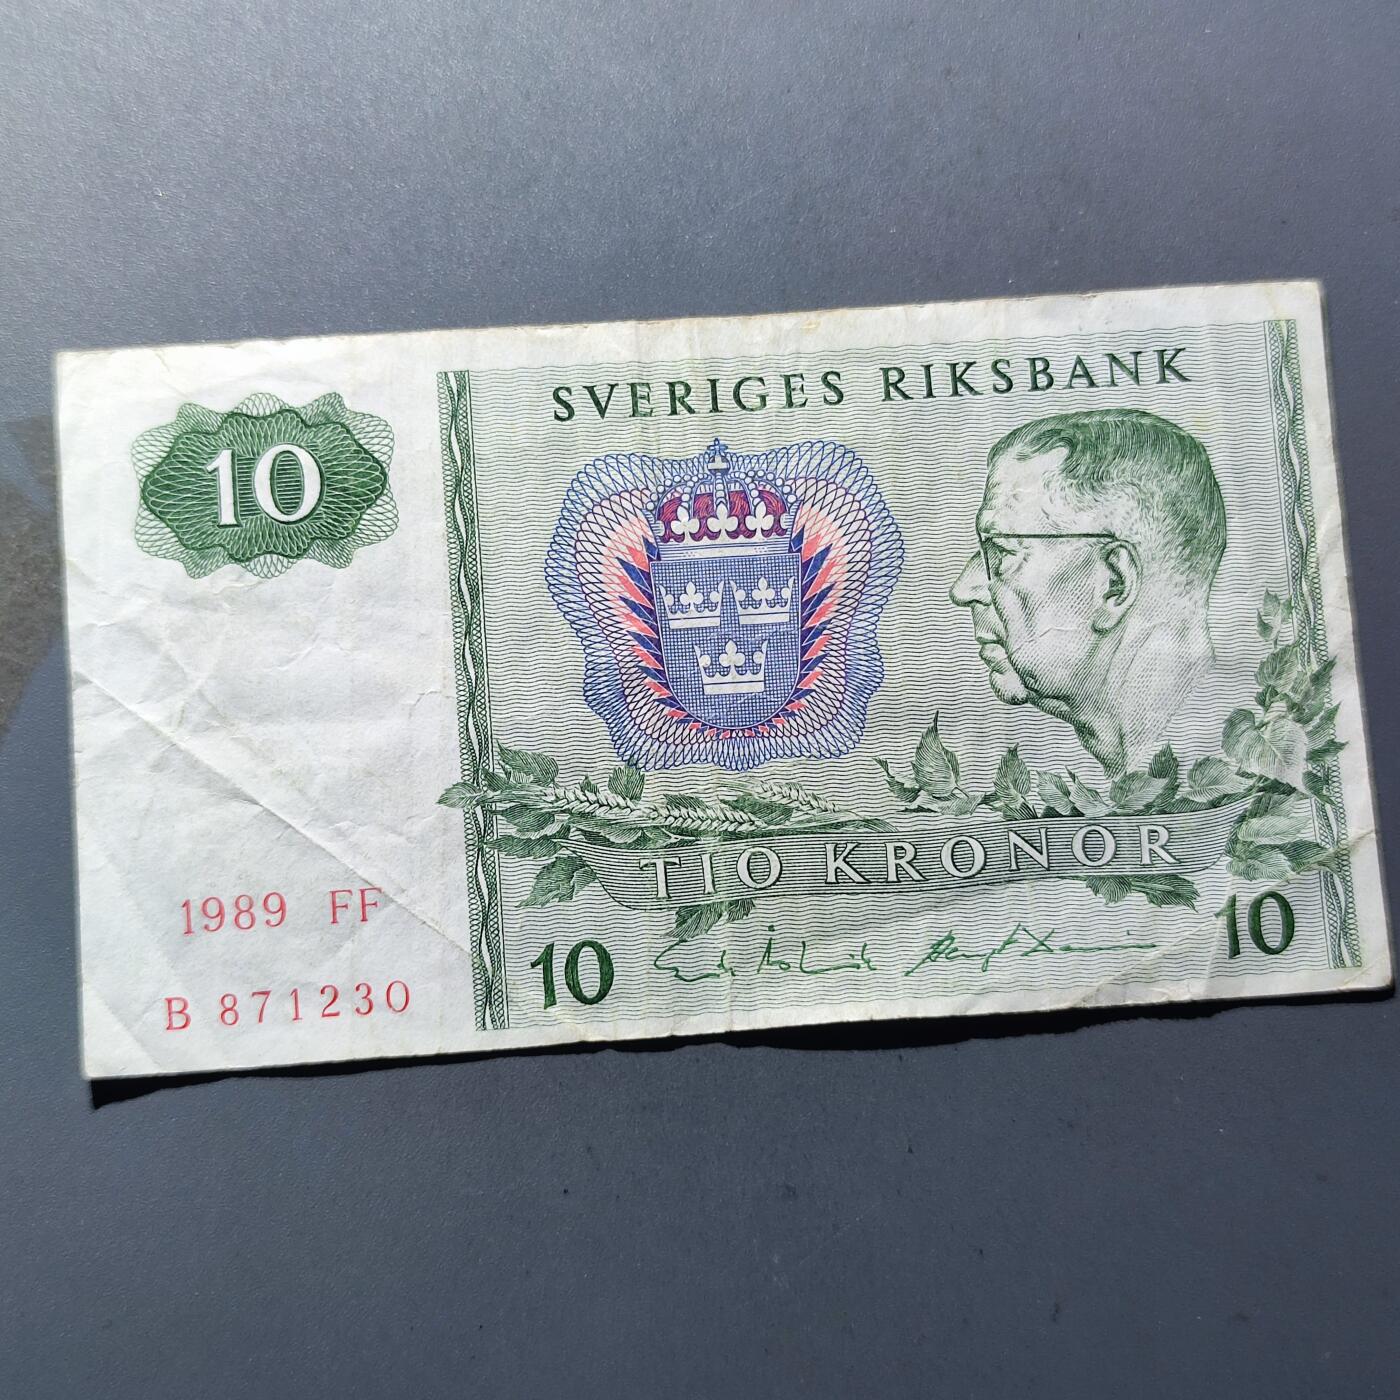 SVERIGES RIKSBANK
10
TIO KRONOR
1989 FF
B 871230
10
10